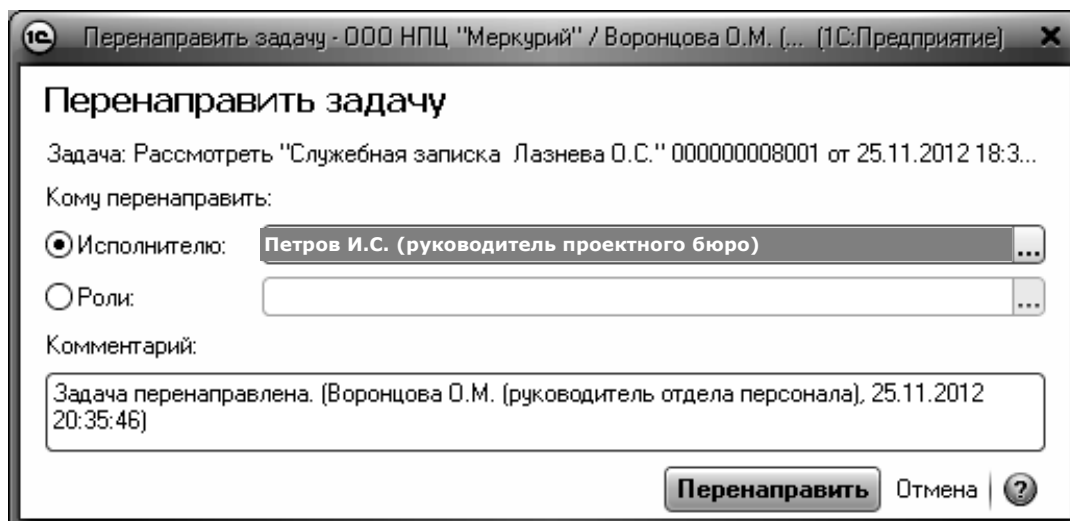 1С Перенаправить задачу - ООО НПЦ "Меркурий" / Воронцова О.М. (... (1С:Предприятие)
Перенаправить задачу
Задача: Рассмотреть "Служебная записка Лазнева О.С." 000000008001 от 25.11.2012 18:3...
Кому перенаправить:
Исполнителю: Петров И.С. (руководитель проектного бюро) ...
Роли: ...
Комментарий:
Задача перенаправлена. (Воронцова О.М. (руководитель отдела персонала), 25.11.2012
20:35:46)
Перенаправить Отмена ?